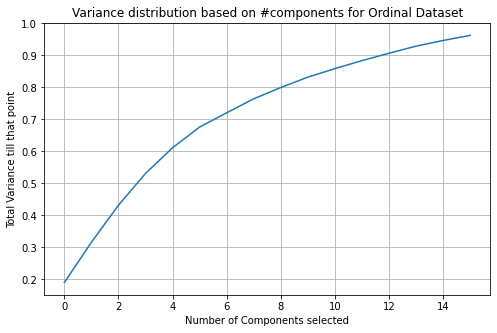 Variance distribution based on #components for Ordinal Dataset
Total Variance till that point
1.0
0.9
0.8
0.7
0.6
0.5
0.4
0.3
0.2
0 2 4 6 8 10 12 14
Number of Components selected